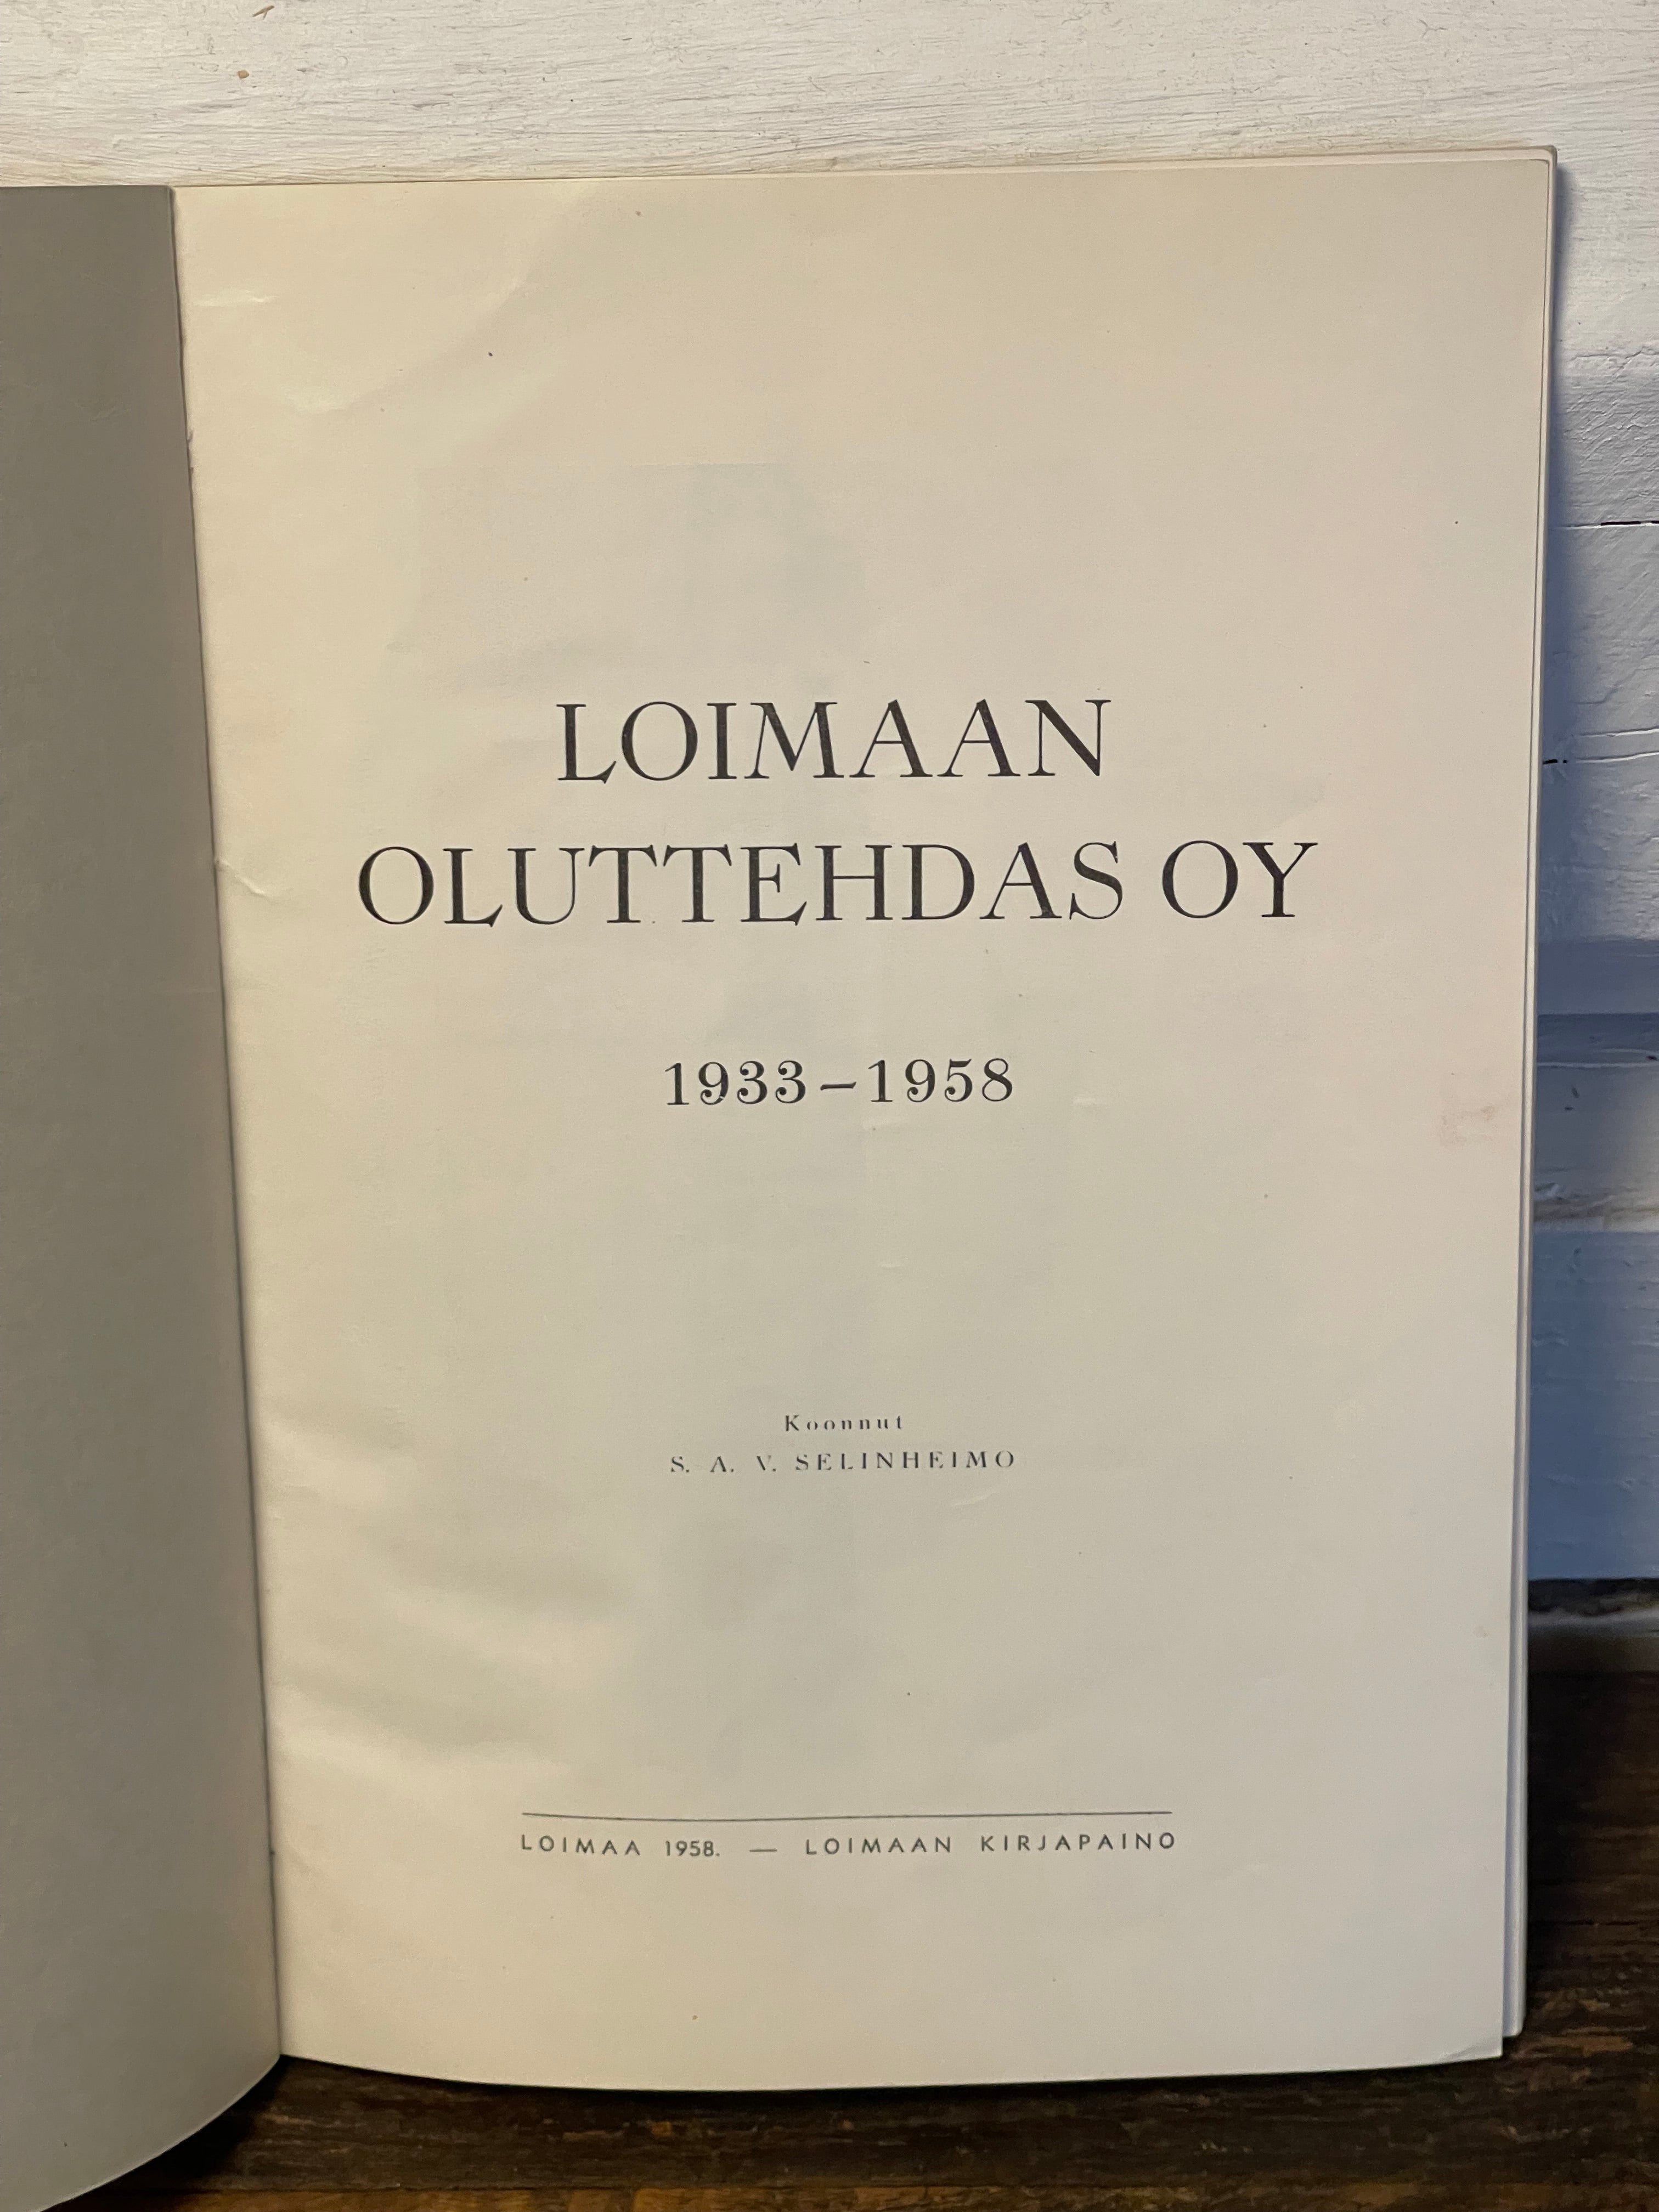 LOIMAAN
OLUTTEHDAS OY
1933–1958
Koonnut
S. A. V. SELINHEIMO
LOIMAA 1958. — LOIMAAN KIRJAPAINO